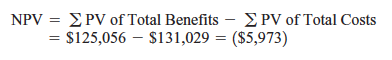 NPV = Σ PV of Total Benefits − Σ PV of Total Costs
= $125,056 − $131,029 = ($5,973)